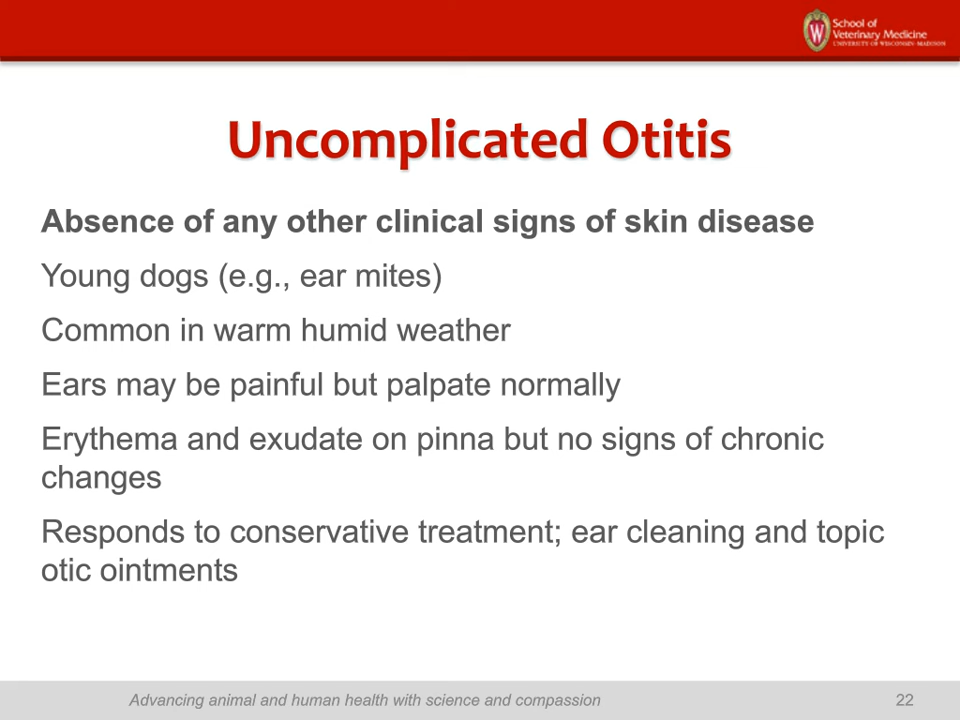 School of
Veterinary Medicine
UNIVERSITY OF WISCONSIN-MADISON
Uncomplicated Otitis
Absence of any other clinical signs of skin disease
Young dogs (e.g., ear mites)
Common in warm humid weather
Ears may be painful but palpate normally
Erythema and exudate on pinna but no signs of chronic
changes
Responds to conservative treatment; ear cleaning and topic
otic ointments
Advancing animal and human health with science and compassion
22